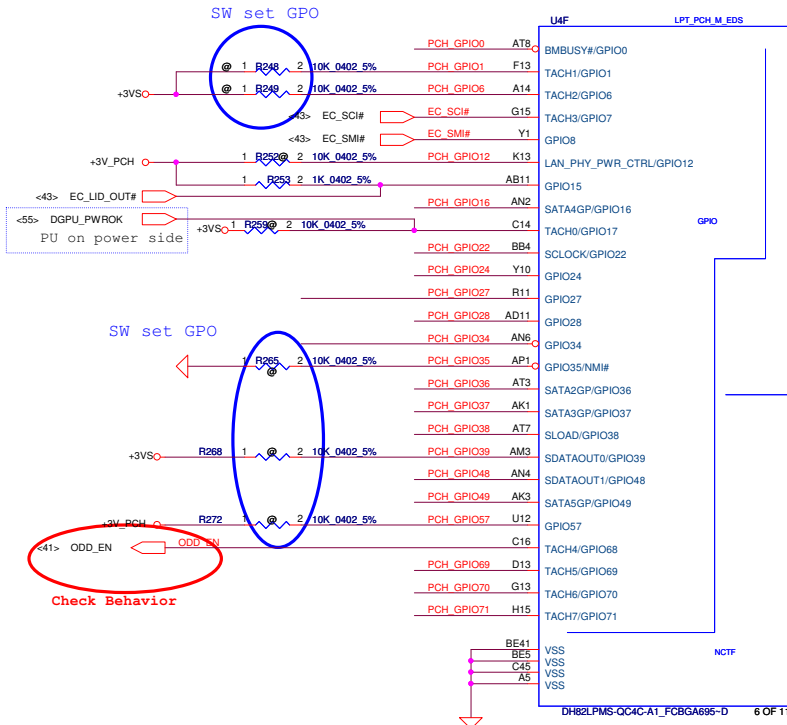 SW set GPO
U4F LPT_PCH_M_EDS
PCH_GPIO0 AT8 BMBUSY#/GPIO0
@ 1 R248 2 10K_0402_5% PCH_GPIO1 F13 TACH1/GPIO1
+3VS @ 1 R249 2 10K_0402_5% PCH_GPIO6 A14 TACH2/GPIO6
<43> EC_SCI# EC_SCI# G15 TACH3/GPIO7
<43> EC_SMI# EC_SMI# Y1 GPIO8
+3V_PCH 1 R252@ 2 10K_0402_5% PCH_GPIO12 K13 LAN_PHY_PWR_CTRL/GPIO12
1 R253 2 1K_0402_5% AB11 GPIO15
<43> EC_LID_OUT#
PCH_GPIO16 AN2 SATA4GP/GPIO16
<55> DGPU_PWROK
+3VS 1 R259@ 2 10K_0402_5% C14 TACH0/GPIO17
GPIO
PU on power side
PCH_GPIO22 BB4 SCLOCK/GPIO22
PCH_GPIO24 Y10 GPIO24
PCH_GPIO27 R11 GPIO27
PCH_GPIO28 AD11 GPIO28
SW set GPO
PCH_GPIO34 AN6 GPIO34
1 R265 2 10K_0402_5% PCH_GPIO35 AP1 GPIO35/NMI#
@
PCH_GPIO36 AT3 SATA2GP/GPIO36
PCH_GPIO37 AK1 SATA3GP/GPIO37
PCH_GPIO38 AT7 SLOAD/GPIO38
+3VS R268 1 @ 2 10K_0402_5% PCH_GPIO39 AM3 SDATAOUT0/GPIO39
PCH_GPIO48 AN4 SDATAOUT1/GPIO48
PCH_GPIO49 AK3 SATA5GP/GPIO49
+3V_PCH R272 1 @ 2 10K_0402_5% PCH_GPIO57 U12 GPIO57
<41> ODD_EN ODD_EN C16 TACH4/GPIO68
PCH_GPIO69 D13 TACH5/GPIO69
PCH_GPIO70 G13 TACH6/GPIO70
Check Behavior
PCH_GPIO71 H15 TACH7/GPIO71
BE41 VSS
NCTF
BE5 VSS
C45 VSS
A5 VSS
DH82LPMS-QC4C-A1_FCBGA695~D 6 OF 11